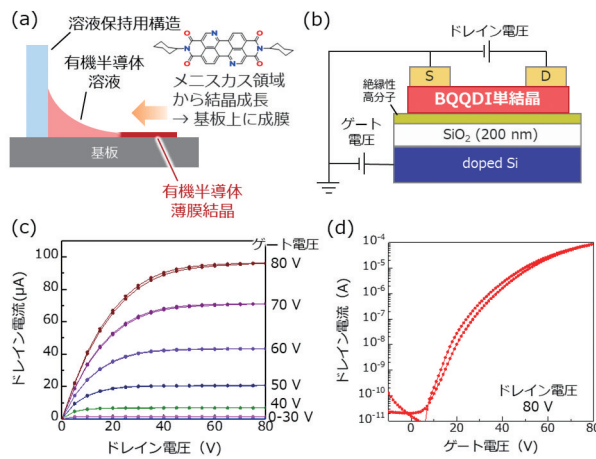 (a)
溶液保持用構造
有機半導体
溶液
N
O
O
N
N
O
O
N
メニスカス領域
から結晶成長
→ 基板上に成膜
基板
有機半導体
薄膜結晶
(b)
ドレイン電圧
S
D
絶縁性
高分子
BQQDI単結晶
ゲート
電圧
SiO₂ (200 nm)
doped Si
(c)
ゲート電圧
ドレイン電流(μA)
100
80
60
40
20
0
80 V
70 V
60 V
50 V
40 V
0-30 V
0 20 40 60 80
ドレイン電圧（V）
(d)
ドレイン電流（A）
10⁻⁴
10⁻⁵
10⁻⁶
10⁻⁷
10⁻⁸
10⁻⁹
10⁻¹⁰
10⁻¹¹
ドレイン電圧
80 V
0 20 40 60 80
ゲート電圧（V）